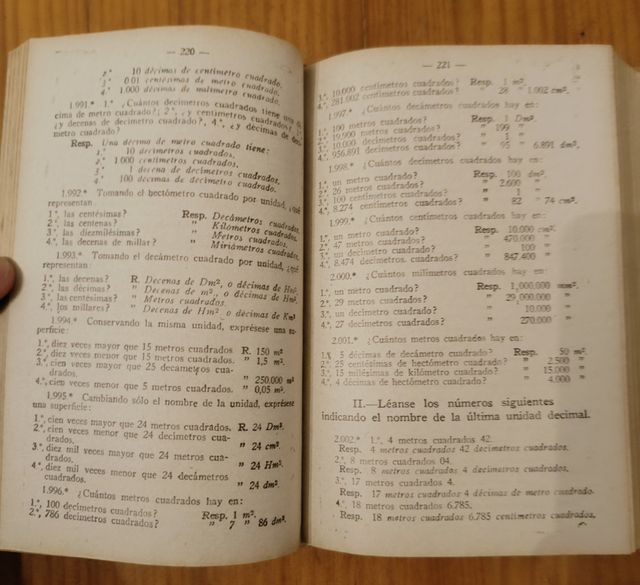 — 220 —
2.º 10 décimas de centímetro cuadrado.
3.º 0.01 centésimas de metro cuadrado.
4.º 1.000 décimas de milímetro cuadrado.
1.991.* 1.º ¿Cuántos decímetros cuadrados tiene una dé-
cima de metro cuadrado?; 2.º, ¿y centímetros cuadrados?;
¿y decenas de decímetro cuadrado?, 4.º, ¿y décimas de de-
metro cuadrado?
Resp. Una décima de metro cuadrado tiene:
10 decímetros cuadrados.
1.000 centímetros cuadrados.
3.º 1 decena de decímetros cuadrados.
4.º 100 décimas de decímetro cuadrado.
1.992.* Tomando el hectómetro cuadrado por unidad, ¿qué
representan
1.º, las centésimas? Resp. Decámetros cuadrados.
2.º, las centenas? " Kilómetros cuadrados.
3.º, las diezmilésimas? " Metros cuadrados.
4.º, las decenas de millar? " Miriámetros cuadrados.
1.993.* Tomando el decámetro cuadrado por unidad, ¿qué
representan:
1.º, las decenas? R. Decenas de Dm², o décimas de Hm².
2.º, las décimas? " Decenas de m², o décimas de Dm².
3.º, las centésimas? " Metros cuadrados.
4.º, los millares? " Decenas de Hm², o décimas de Km²
1.994.* Conservando la misma unidad, exprésese una su-
perficie:
1.º, diez veces mayor que 15 metros cuadrados R. 150 m².
2.º, diez veces menor que 15 metros cuadrados. " 1,5 m².
3.º, cien veces mayor que 25 decámetos cua-
drados. " 250.000 m²
4.º, cien veces menor que 5 metros cuadrados. " 0,05 m².
1.995.* Cambiando sólo el nombre de la unidad, exprésese
una superficie:
1.º, cien veces mayor que 24 metros cuadrados. R. 24 Dm².
2.º, cien veces menor que 24 decímetros cua-
drados. " 24 cm².
3.º, diez mil veces mayor que 24 metros cua-
drados. " 24 Hm².
4.º, diez mil veces menor que 24 decámetros
cuadrados. " 24 dm².
1.996.* ¿Cuántos metros cuadrados hay en:
1.º, 100 decímetros cuadrados? Resp. 1 m².
2.º, 786 decímetros cuadrados? " 7 " 86 dm².
— 221 —
3.º, 10.000 centímetros cuadrados? Resp. 1 m².
4.º, 281.002 centímetros cuadrados? " 28 " 1.002 cm².
1.997.* ¿Cuántos decámetros cuadrados hay en:
1.º, 100 metros cuadrados? Resp. 1 Dm².
2.º, 19.900 metros cuadrados? " 199 "
3.º, 10.000 decímetros cuadrados? " 1 "
4.º, 956.891 decímetros cuadrados? " 95 " 6.891 dm².
1.998.* ¿Cuántos decímetros cuadrados hay en:
1.º, un metro cuadrado? Resp. 100 dm².
2.º, 26 metros cuadrados? " 2.600 "
3.º, 100 centímetros cuadrados? " 1 "
4.º, 8.274 centímetros cuadrados? " 82 " 74 cm².
1.999.* ¿Cuántos centímetros cuadrados hay en:
1.º, un metro cuadrado? Resp. 10.000 cm².
2.º, 47 metros cuadrados? " 470.000 "
3.º, un decímetro cuadrado? " 100 "
4.º, 8.474 decímetros cuadrados? " 847.400 "
2.000.* ¿Cuántos milímetros cuadrados hay en:
1.º, un metro cuadrado? Resp. 1,000.000 mm².
2.º, 29 metros cuadrados? " 29,000.000 "
3.º, un decímetro cuadrado? " 10.000 "
4.º, 27 decímetros cuadrados? " 270.000 "
2.001.* ¿Cuántos metros cuadrados hay en:
1.º, 5 décimas de decámetro cuadrado? Resp. 50 m².
2.º, 25 centésimas de hectómetro cuadrado? " 2.500 "
3.º, 15 milésimas de kilómetro cuadrado? " 15.000 "
4.º, 4 décimas de hectómetro cuadrado? " 4.000 "
II.—Léanse los números siguientes
indicando el nombre de la última unidad decimal.
2.002.* 1.º, 4 metros cuadrados 42.
Resp. 4 metros cuadrados 42 decímetros cuadrados.
2.º, 8 metros cuadrados 04.
Resp. 8 metros cuadrados 4 decímetros cuadrados.
3.º, 17 metros cuadrados 4.
Resp. 17 metros cuadrados 4 décimas de metro cuadrado.
4.º, 18 metros cuadrados 6.785.
Resp. 18 metros cuadrados 6.785 centímetros cuadrados.